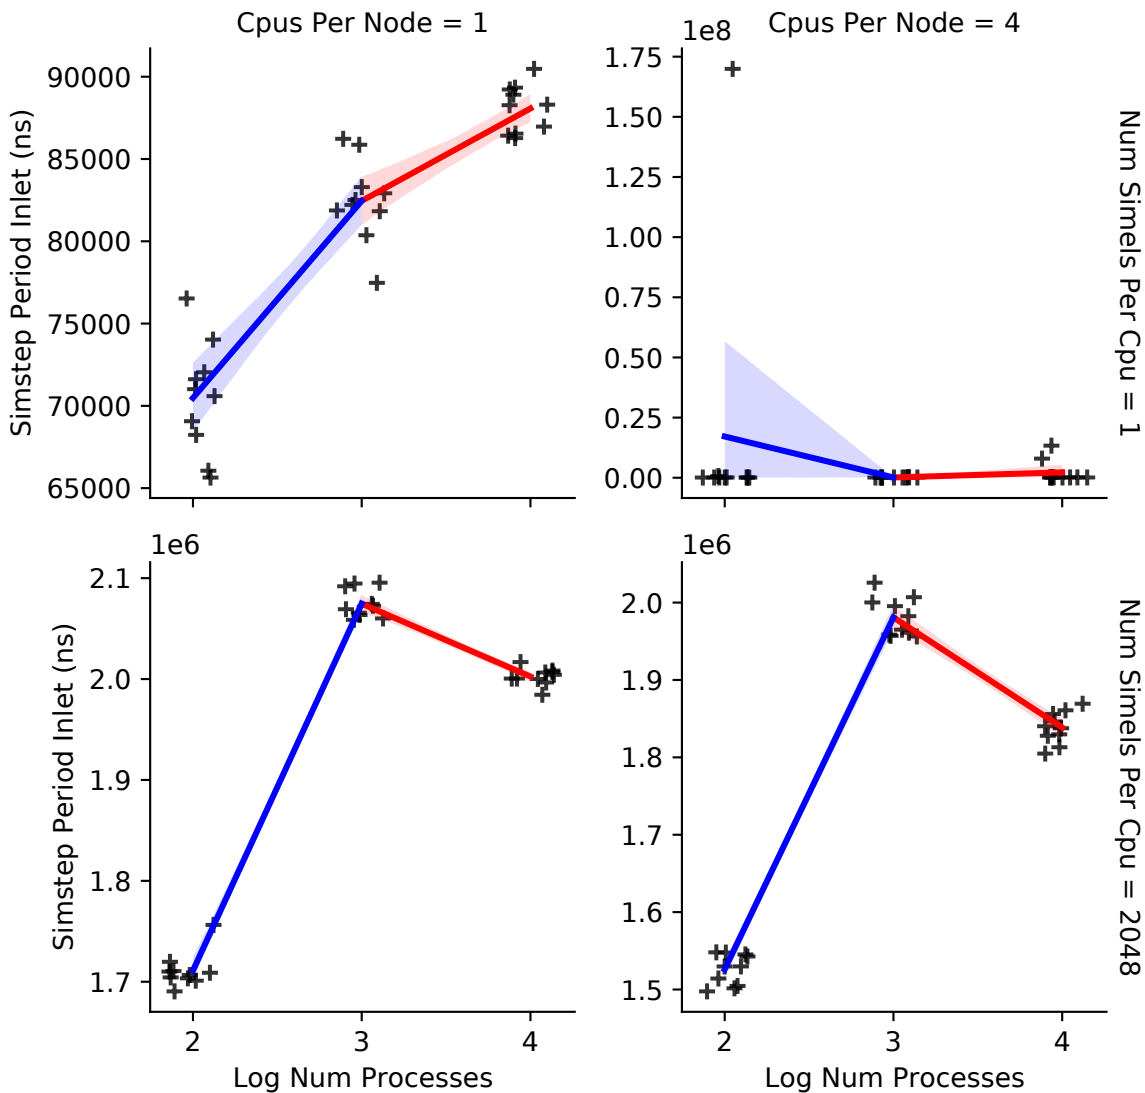 Cpus Per Node = 1
Cpus Per Node = 4
1e8
90000
85000
80000
75000
70000
65000
Simstep Period Inlet (ns)
1.75
1.50
1.25
1.00
0.75
0.50
0.25
0.00
Num Simels Per Cpu = 1
1e6
2.1
2.0
1.9
1.8
1.7
Simstep Period Inlet (ns)
2
3
4
Log Num Processes
1e6
2.0
1.9
1.8
1.7
1.6
1.5
2
3
4
Log Num Processes
Num Simels Per Cpu = 2048